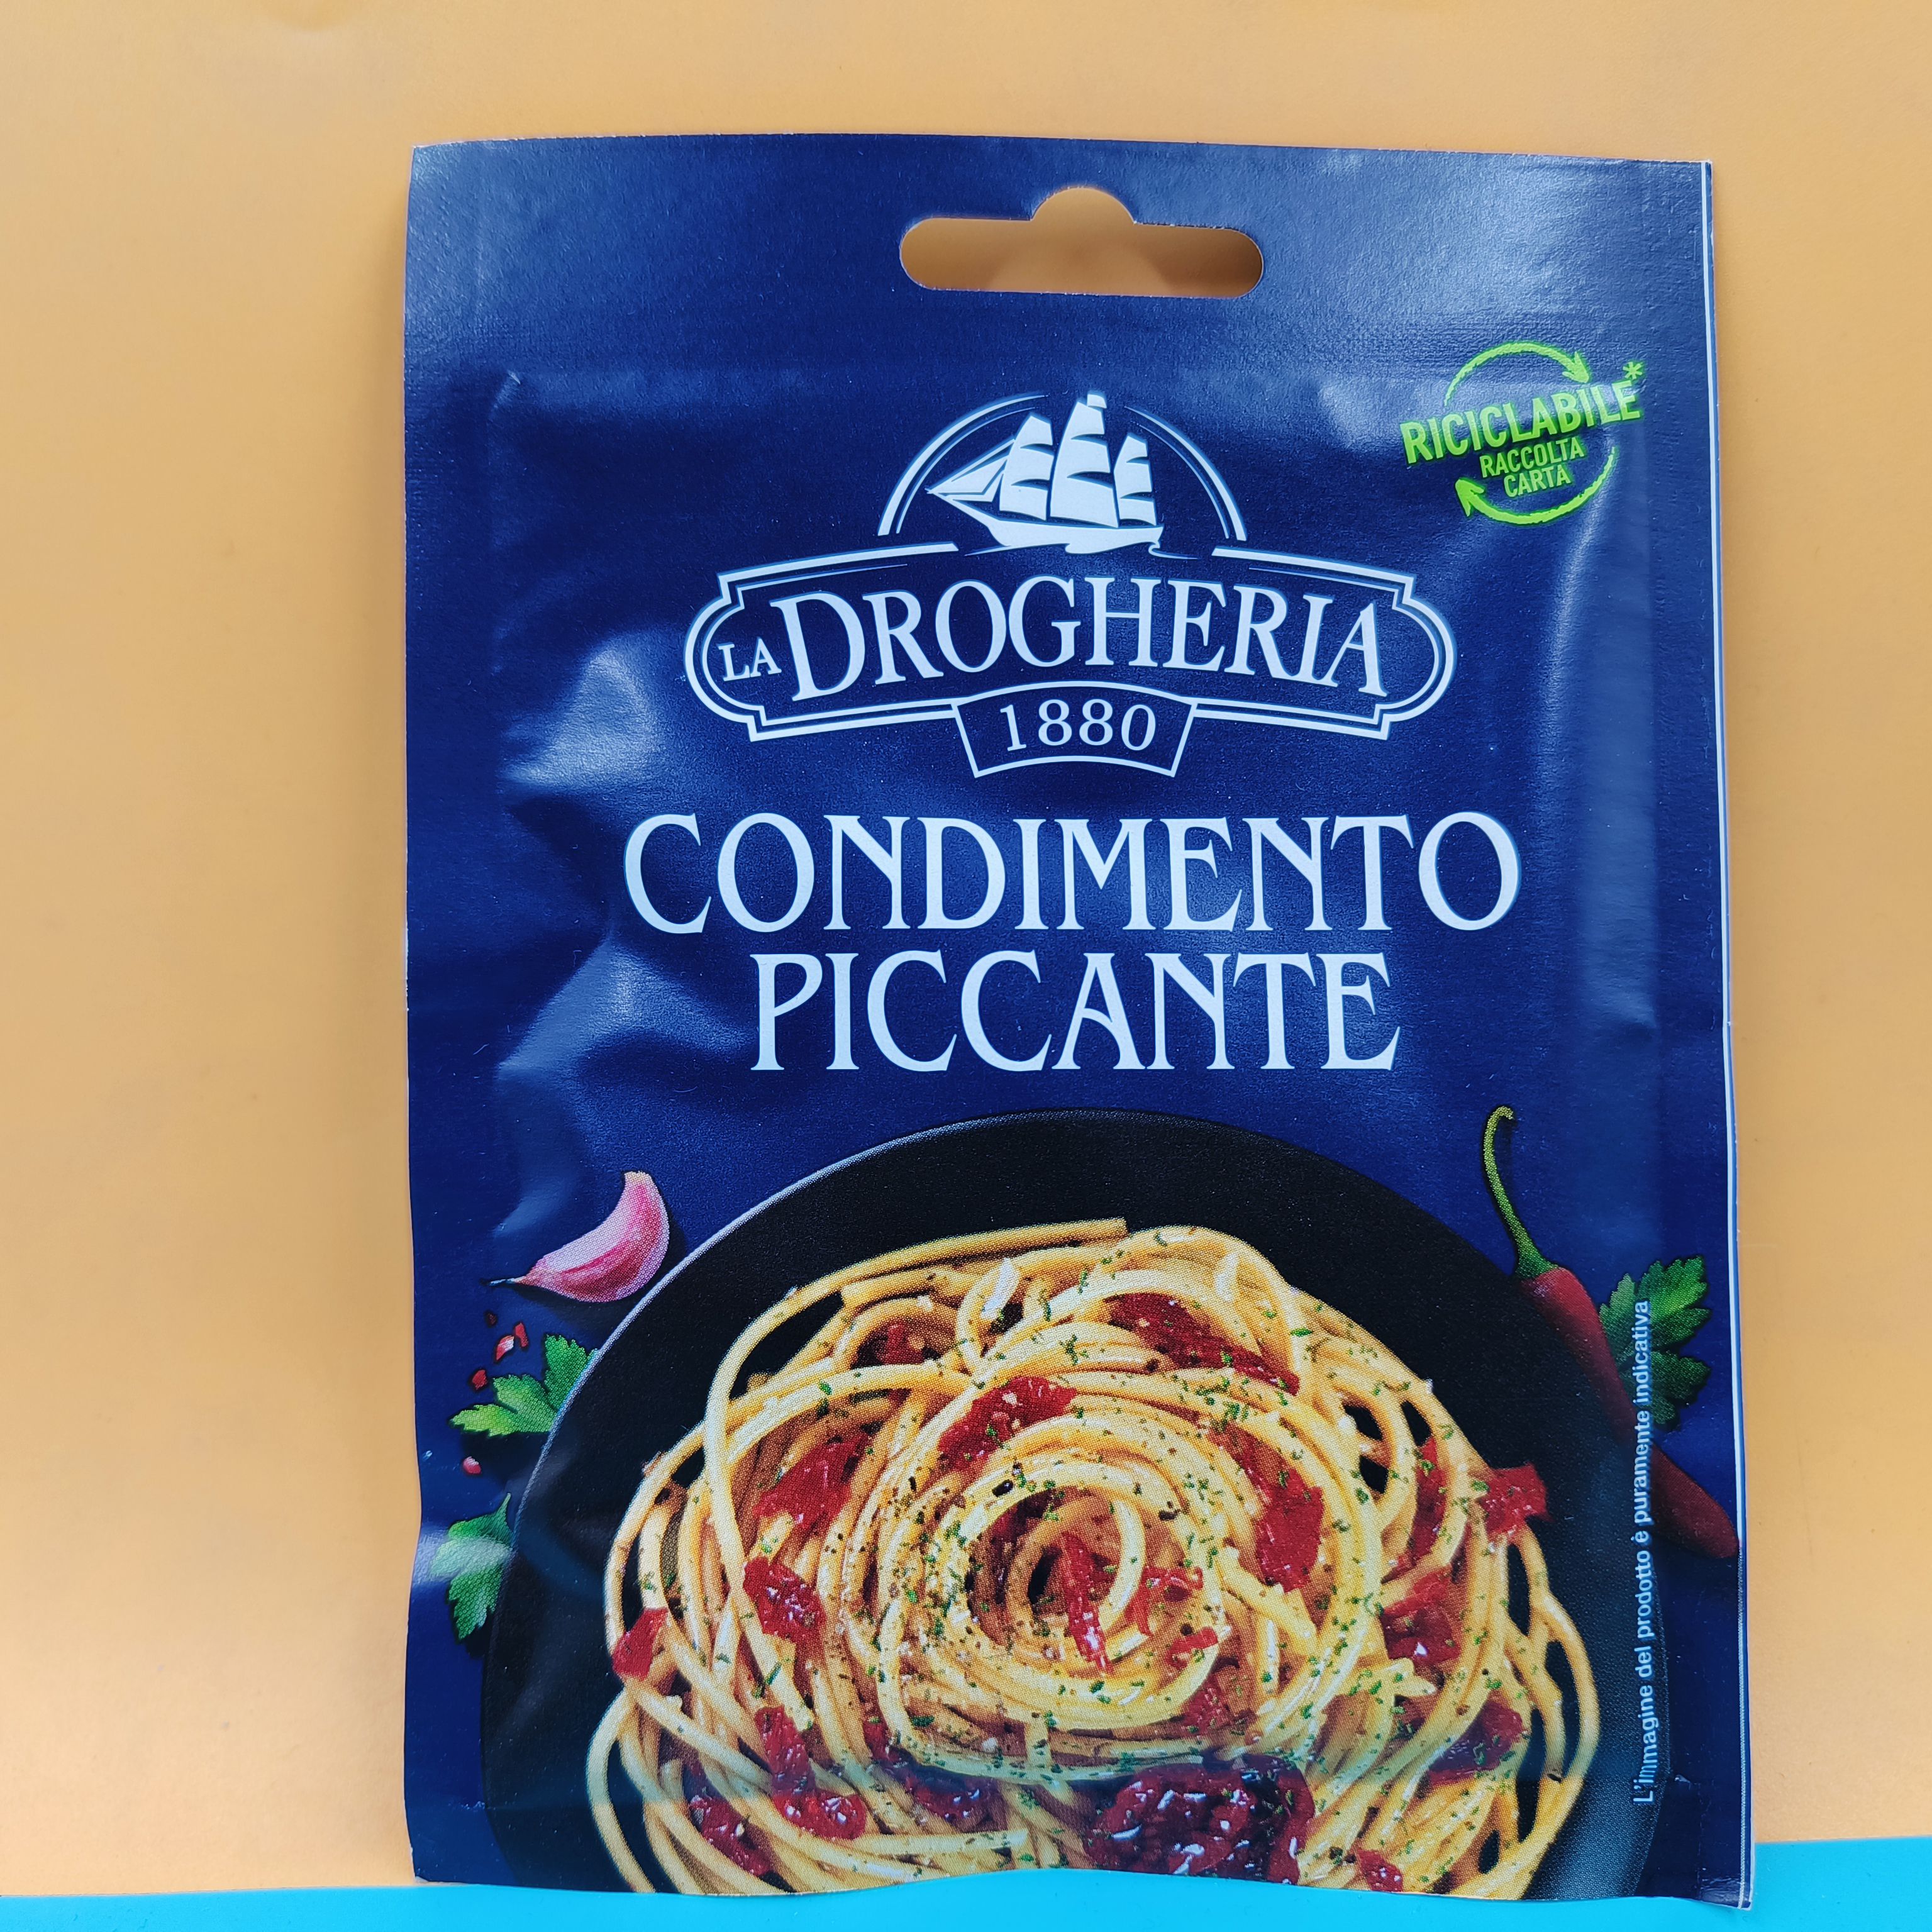 RICICLABILE*
RACCOLTA
CARTA
LA DROGHERIA
1880
CONDIMENTO
PICCANTE
L'immagine del prodotto è puramente indicativa